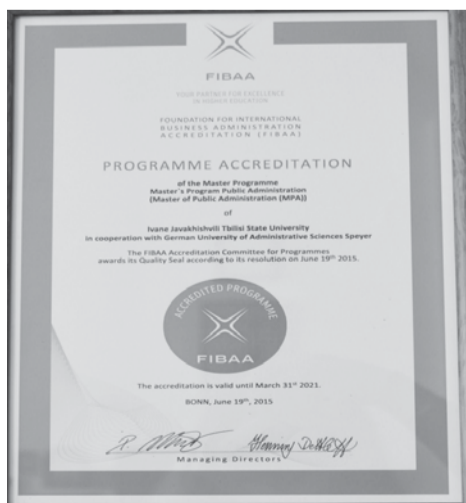 FIBAA
YOUR PARTNER FOR EXCELLENCE
IN HIGHER EDUCATION
FOUNDATION FOR INTERNATIONAL
BUSINESS ADMINISTRATION
ACCREDITATION (FIBAA)
PROGRAMME ACCREDITATION
of the Master Programme
Master's Program Public Administration
(Master of Public Administration (MPA))
of
Ivane Javakhishvili Tbilisi State University
in cooperation with German University of Administrative Sciences Speyer
The FIBAA Accreditation Committee for Programmes
awards its Quality Seal according to its resolution on June 19th 2015.
ACCREDITED PROGRAMME
FIBAA
The accreditation is valid until March 31st 2021.
BONN, June 19th, 2015
Managing Directors